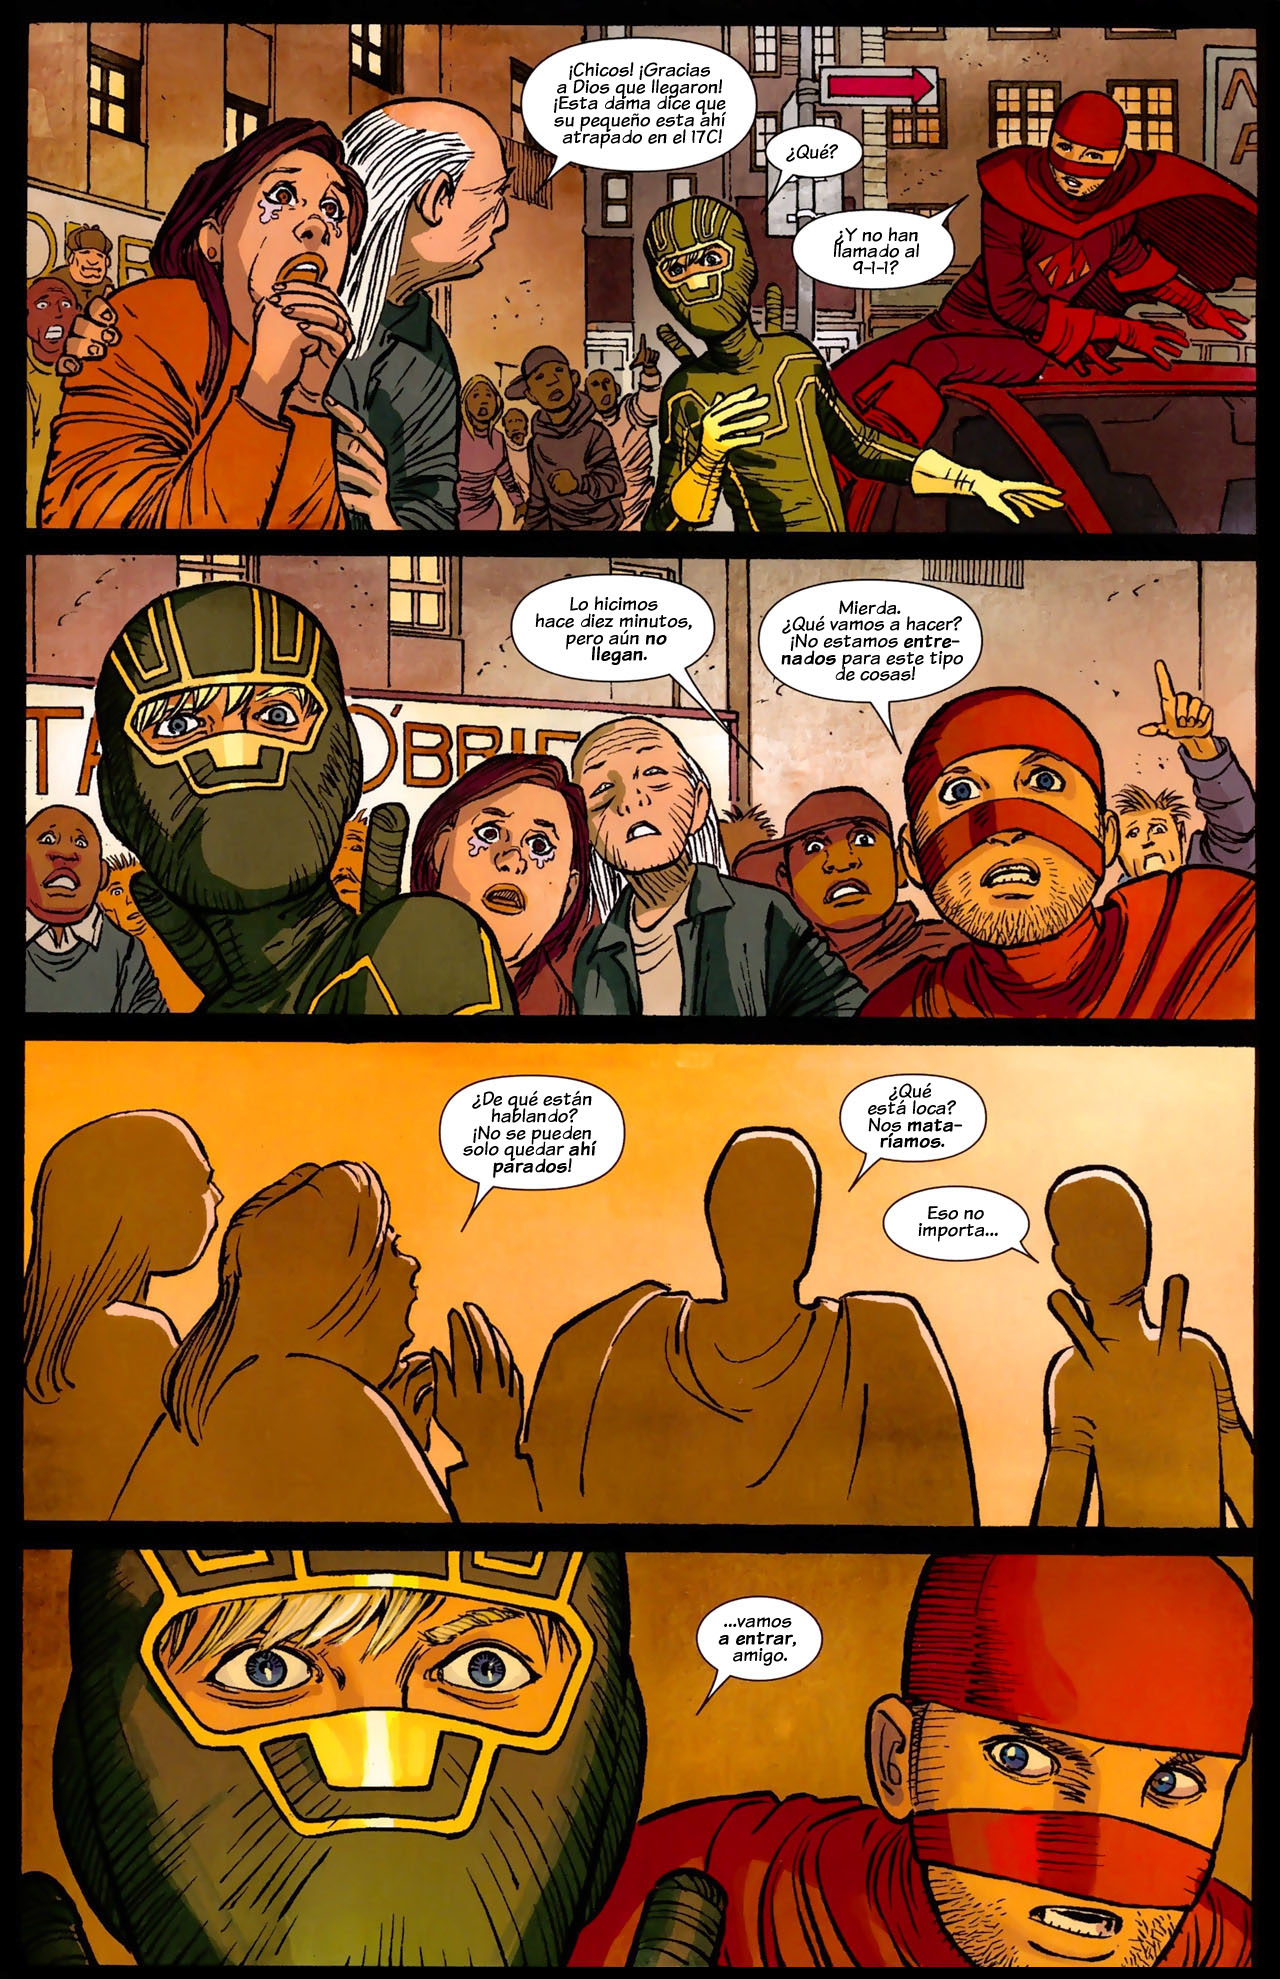 ¡Chicos! ¡Gracias
a Dios que llegaron!
¡Esta dama dice que
su pequeño esta ahí
atrapado en el 17C!
¿Qué?
¿Y no han
llamado al
9-1-1?
Lo hicimos
hace diez minutos,
pero aún no
llegan.
Mierda.
¿Qué vamos a hacer?
¡No estamos entre-
nados para este tipo
de cosas!
O'BBRIE
¿De qué están
hablando?
¡No se pueden
solo quedar ahí
parados!
¿Qué
está loca?
Nos mata-
ríamos.
Eso no
importa...
...vamos
a entrar,
amigo.